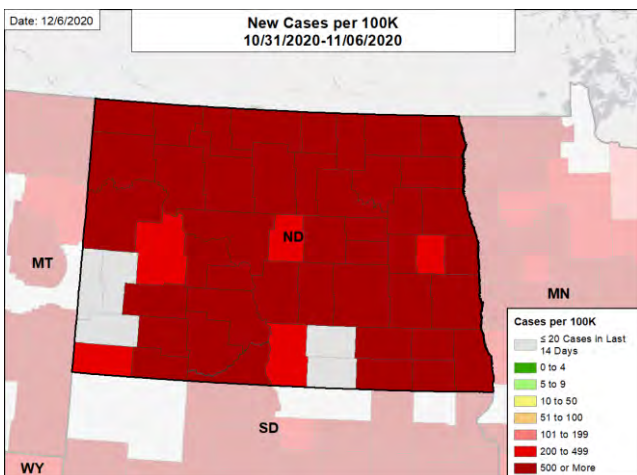 Date: 12/6/2020
New Cases per 100K
10/31/2020-11/06/2020
ND
MT
MN
SD
WY
Cases per 100K
≤ 20 Cases in Last
14 Days
0 to 4
5 to 9
10 to 50
51 to 100
101 to 199
200 to 499
500 or More